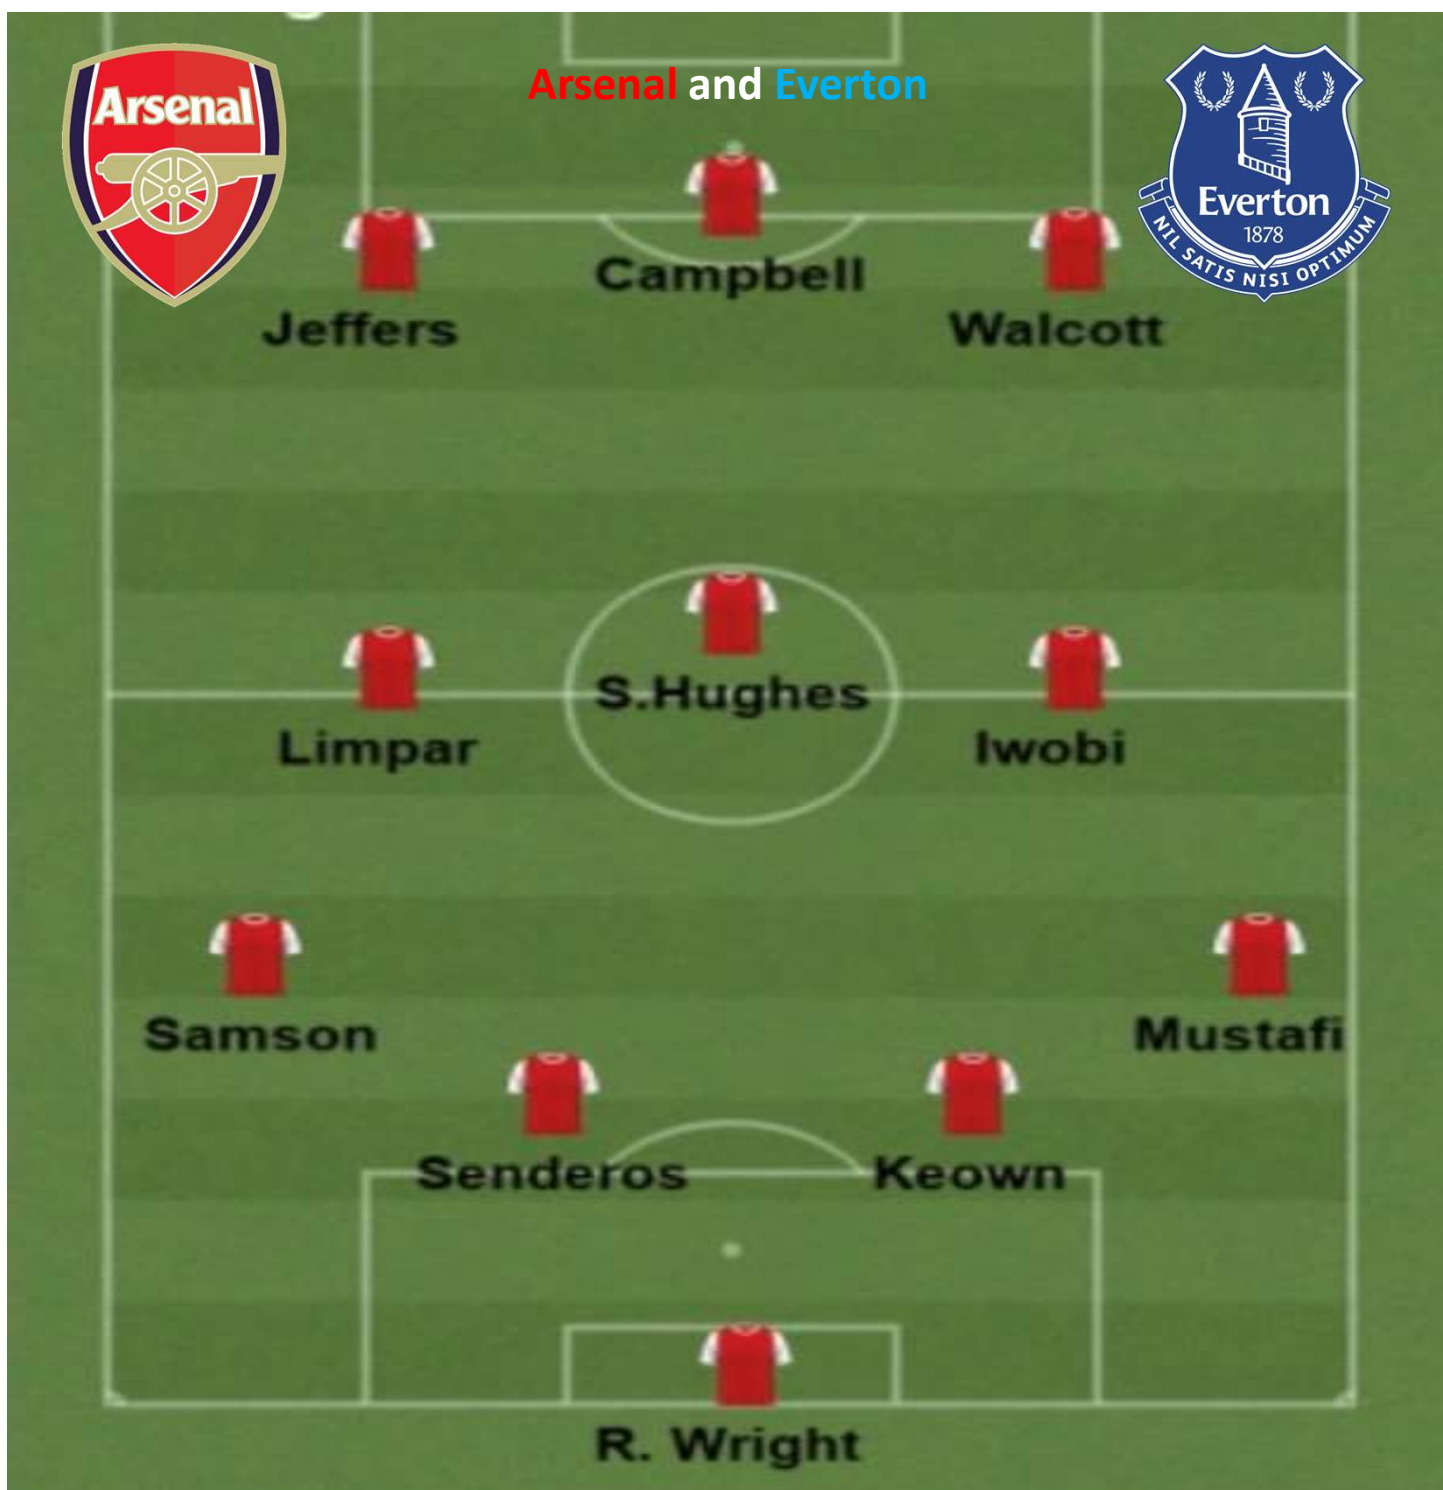 Arsenal
Arsenal and Everton
Everton
1878
NIL SATIS NISI OPTIMUM
Campbell
Jeffers
Walcott
S.Hughes
Limpar
Iwobi
Samson
Mustafi
Senderos
Keown
R. Wright